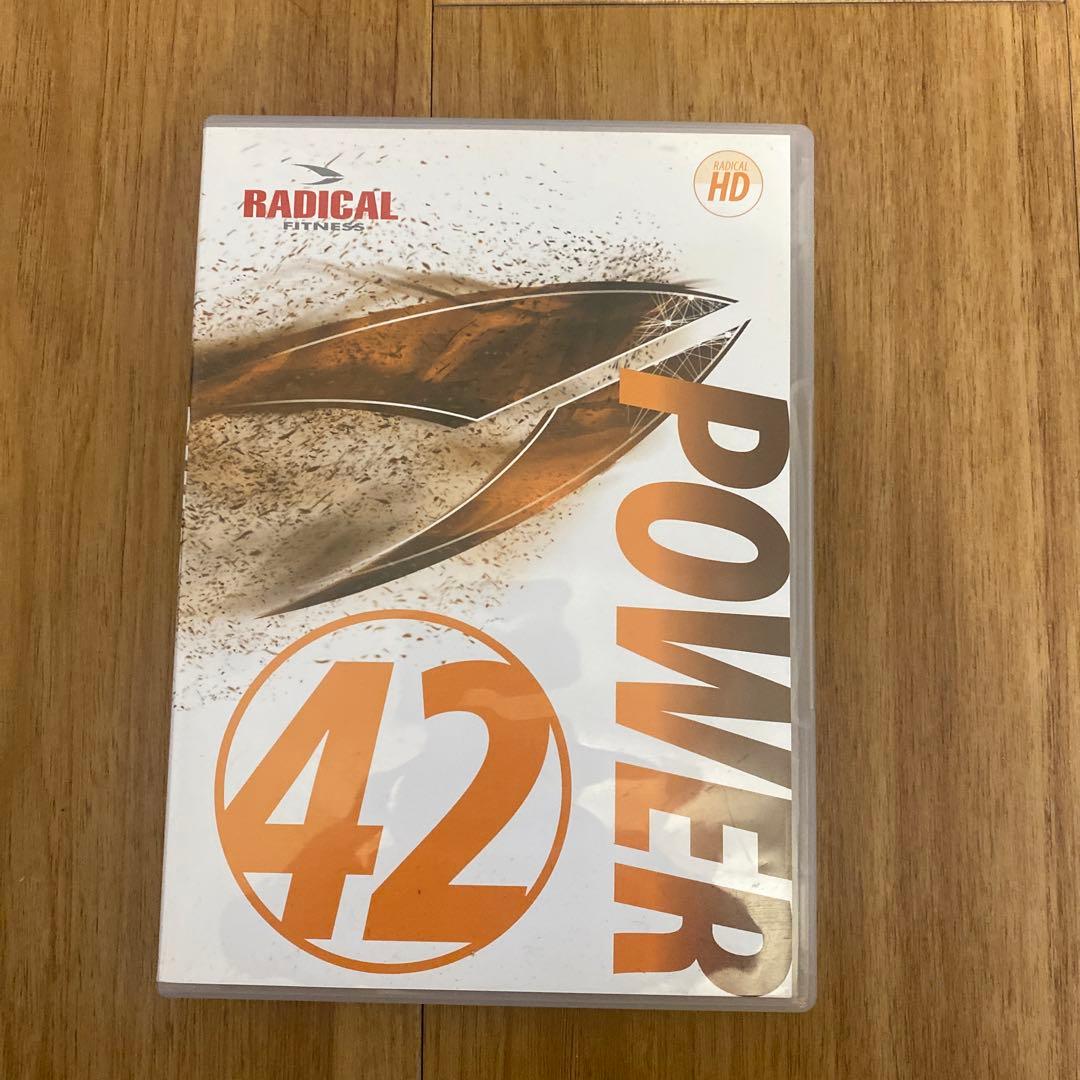 RADICAL
FITNESS
RADICAL
HD
POWER
42